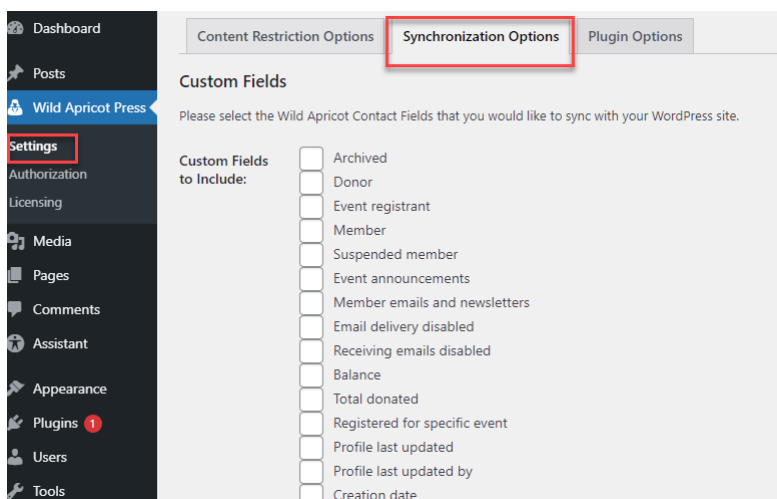 Dashboard
Posts
Wild Apricot Press
Settings
Authorization
Licensing
Media
Pages
Comments
Assistant
Appearance
Plugins 1
Users
Tools
Content Restriction Options
Synchronization Options
Plugin Options
Custom Fields
Please select the Wild Apricot Contact Fields that you would like to sync with your WordPress site.
Custom Fields
to Include:
Archived
Donor
Event registrant
Member
Suspended member
Event announcements
Member emails and newsletters
Email delivery disabled
Receiving emails disabled
Balance
Total donated
Registered for specific event
Profile last updated
Profile last updated by
Creation date